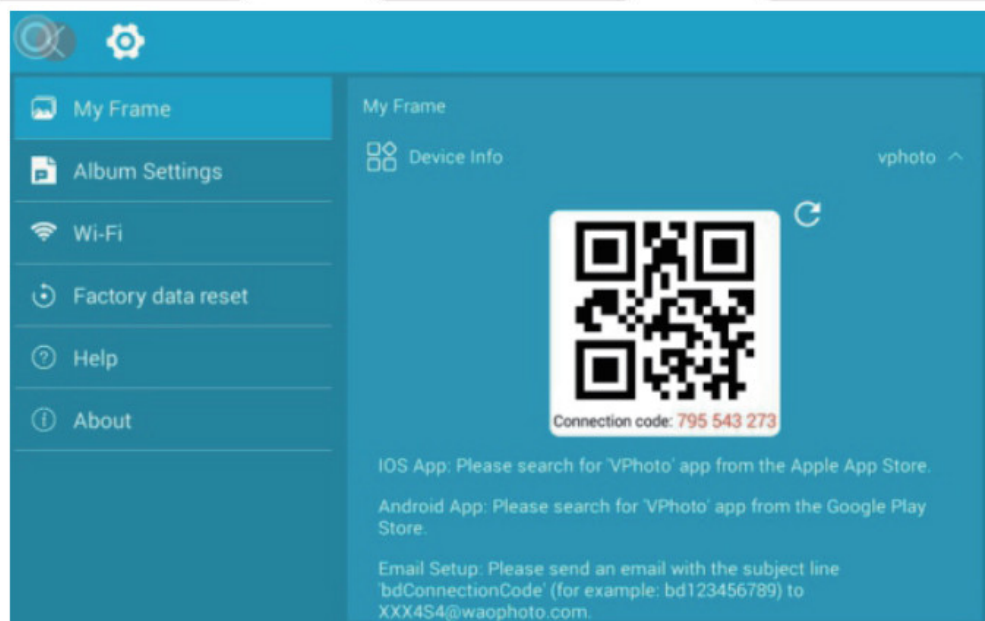 My Frame
Album Settings
Wi-Fi
Factory data reset
Help
About
My Frame
Device Info
vphoto
Connection code: 795 543 273
IOS App: Please search for 'VPhoto' app from the Apple App Store.
Android App: Please search for 'VPhoto' app from the Google Play
Store.
Email Setup: Please send an email with the subject line
'bdConnectionCode' (for example: bd123456789) to
XXX4S4@waophoto.com.